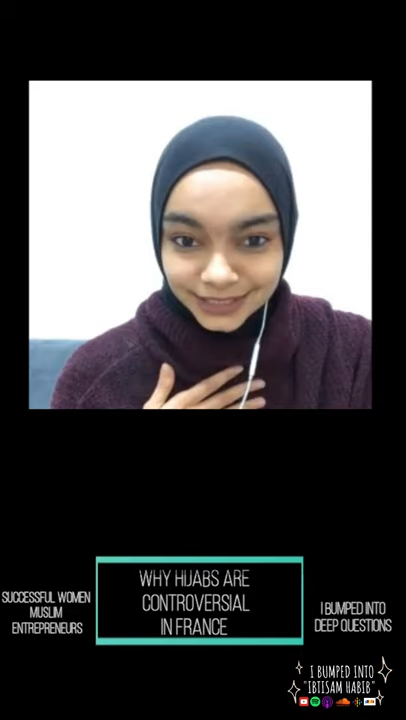 SUCCESSFUL WOMEN
MUSLIM
ENTREPRENEURS
WHY HIJABS ARE
CONTROVERSIAL
IN FRANCE
I BUMPED INTO
DEEP QUESTIONS
I BUMPED INTO
"IBTISAM HABIB"